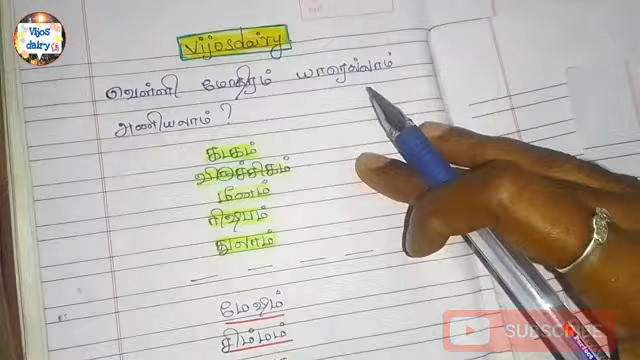 Vijos
dairy
Vijosdairy
வெள்ளி மோதிரம் யாரெல்லாம்
அணியலாம் ?
கடகம்
விருச்சிகம்
மீனம்
ரிஷபம்
துலாம்
மேஷம்
சிம்மம்
SUBSCRIBE